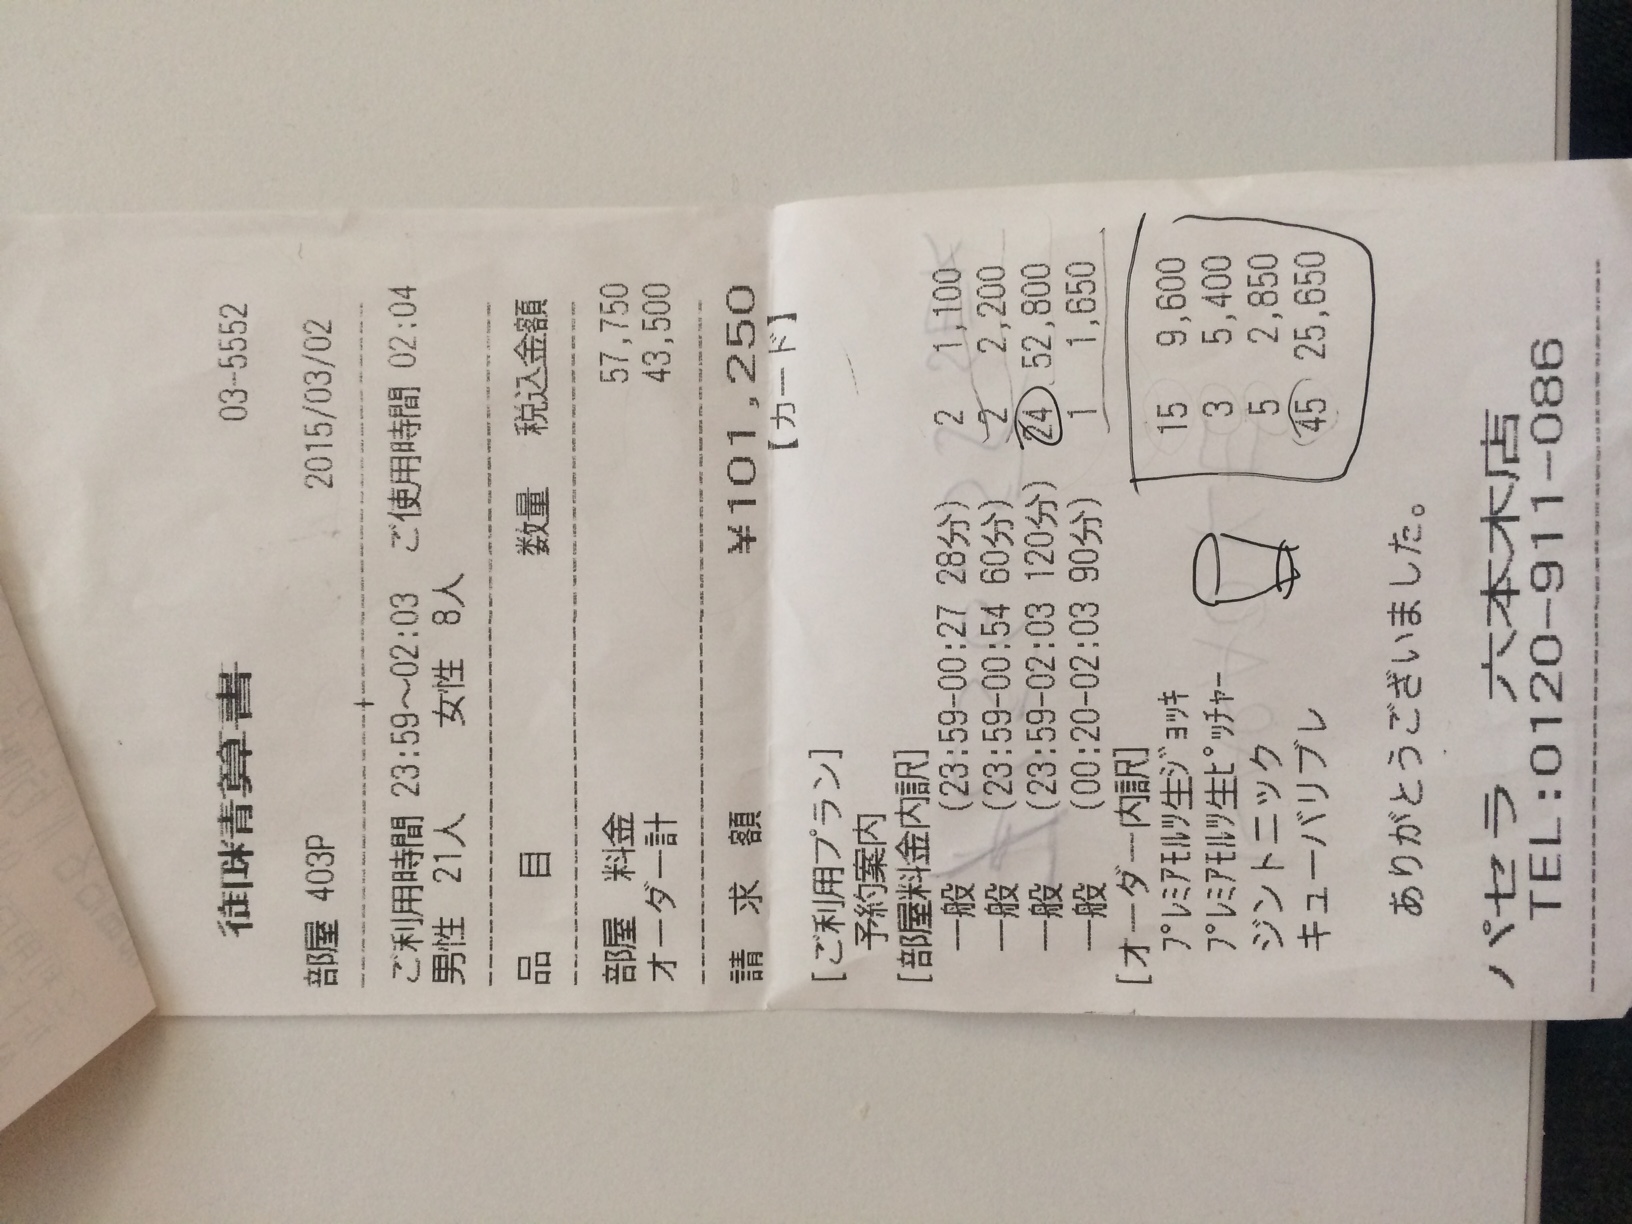 御精算書 03-5552
部屋 403P 2015/03/02
ご利用時間 23:59～02:03 ご使用時間 02:04
男性 21人 女性 8人
品 目 数量 税込金額
部屋 料金 57,750
オーダー計 43,500
請 求 額 ¥101,250
【カード】
[ご利用プラン]
予約案内
[部屋料金内訳]
一般 (23:59-00:27 28分) 2 1,100
一般 (23:59-00:54 60分) 2 2,200
一般 (23:59-02:03 120分) 24 52,800
一般 (00:20-02:03 90分) 1 1,650
[オーダー内訳]
ﾌﾟﾚﾐｱﾓﾙﾂ生ｼﾞｮｯｷ 15 9,600
ﾌﾟﾚﾐｱﾓﾙﾂ生ﾋﾟｯﾁｬｰ 3 5,400
ジントニック 5 2,850
キューバリブレ 45 25,650
ありがとうございました。
パセラ 六本木店
TEL:0120-911-086